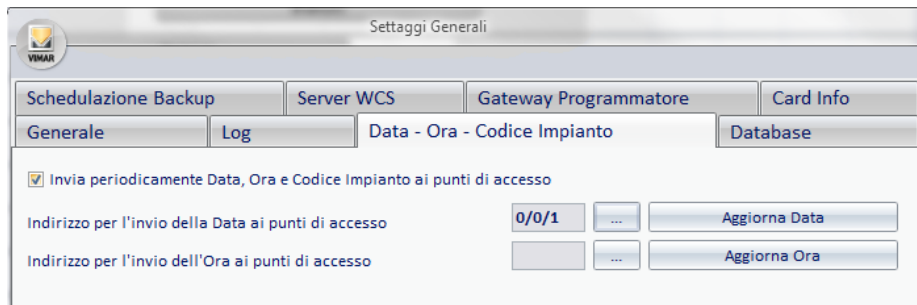 Settaggi Generali
VIMAR
Schedulazione Backup Server WCS Gateway Programmatore Card Info
Generale Log Data - Ora - Codice Impianto Database
Invia periodicamente Data, Ora e Codice Impianto ai punti di accesso
Indirizzo per l'invio della Data ai punti di accesso 0/0/1 ... Aggiorna Data
Indirizzo per l'invio dell'Ora ai punti di accesso ... Aggiorna Ora